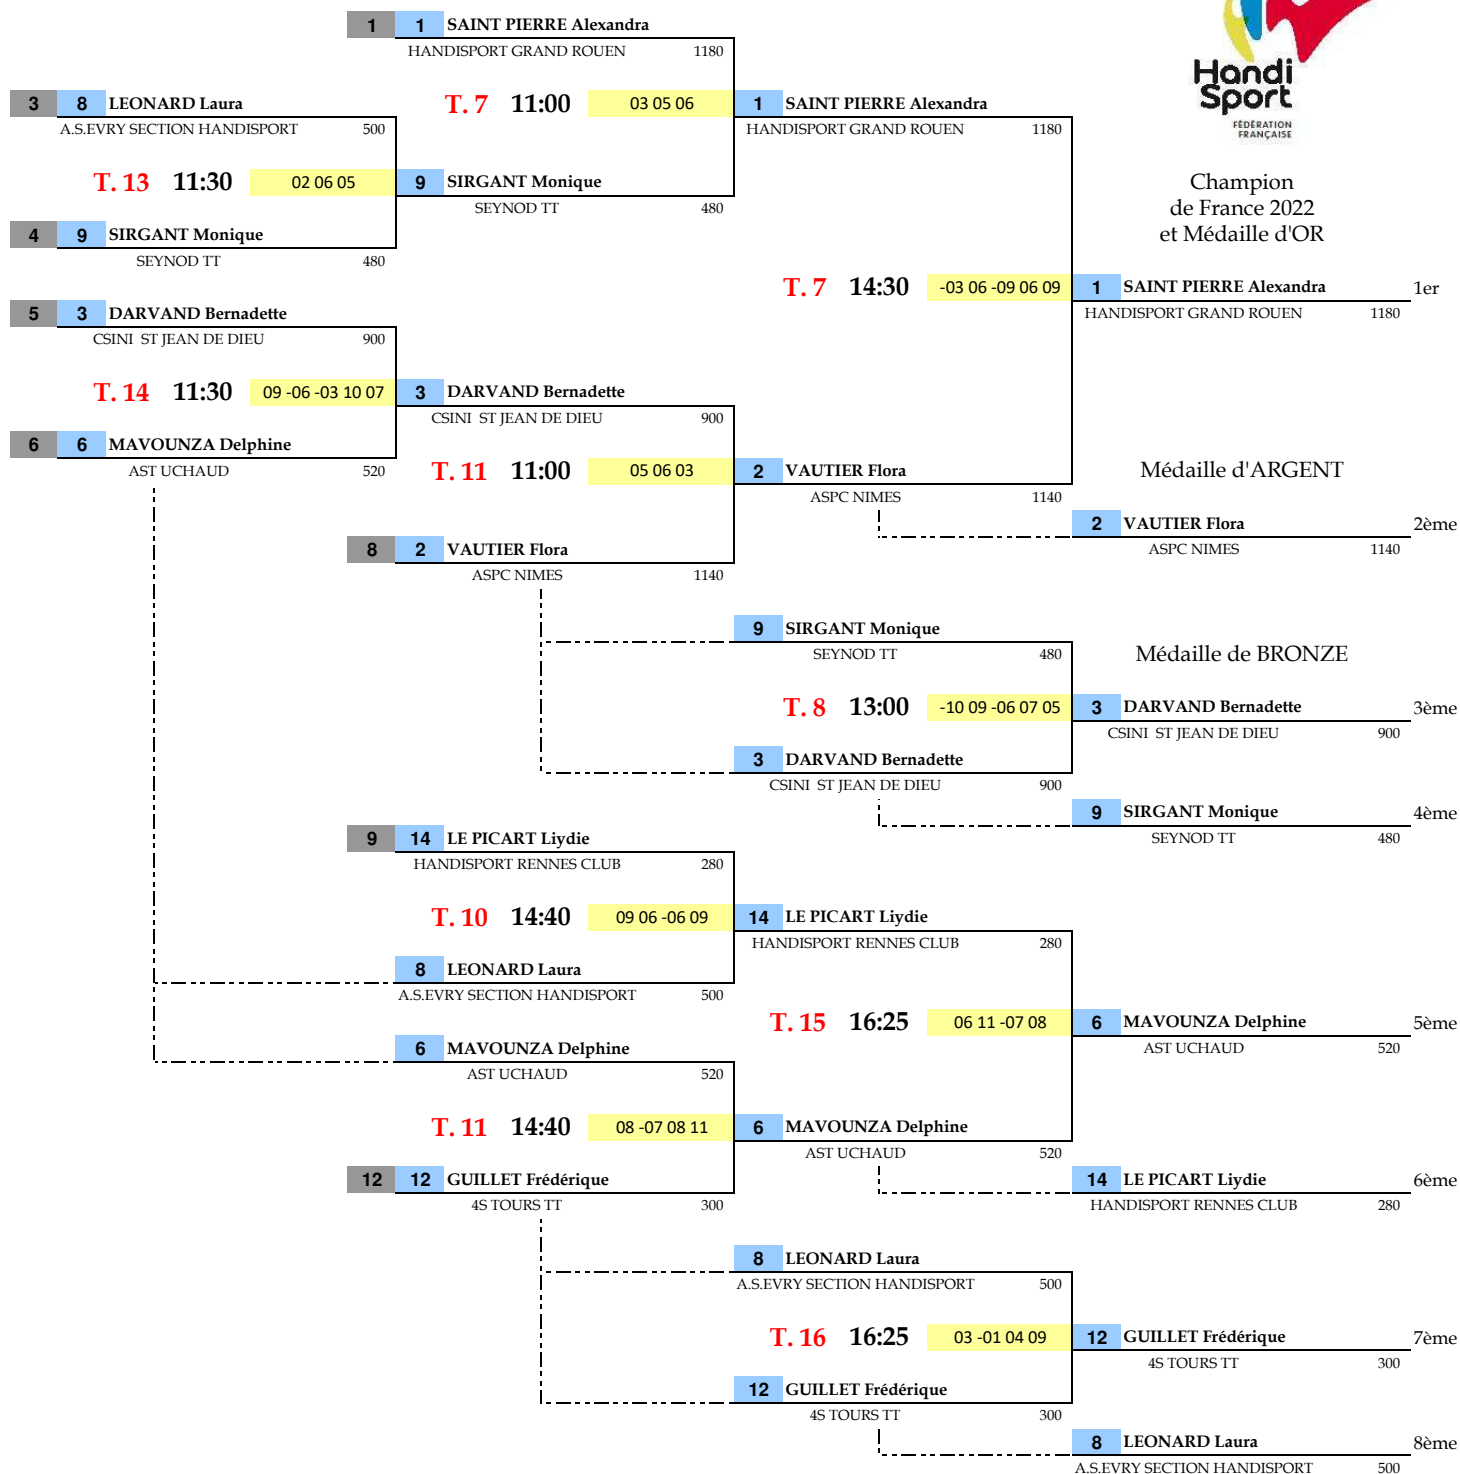 1 1 SAINT PIERRE Alexandra
HANDISPORT GRAND ROUEN 1180
Handi
Sport
FÉDÉRATION
FRANÇAISE
3 8 LEONARD Laura
T. 7 11:00 03 05 06
1 SAINT PIERRE Alexandra
A.S.EVRY SECTION HANDISPORT 500
HANDISPORT GRAND ROUEN 1180
T. 13 11:30 02 06 05
9 SIRGANT Monique
SEYNOD TT 480
Champion
de France 2022
et Médaille d'OR
4 9 SIRGANT Monique
SEYNOD TT 480
T. 7 14:30 -03 06 -09 06 09
1 SAINT PIERRE Alexandra 1er
HANDISPORT GRAND ROUEN 1180
5 3 DARVAND Bernadette
CSINI ST JEAN DE DIEU 900
T. 14 11:30 09 -06 -03 10 07
3 DARVAND Bernadette
CSINI ST JEAN DE DIEU 900
6 6 MAVOUNZA Delphine
AST UCHAUD 520
T. 11 11:00 05 06 03
2 VAUTIER Flora
ASPC NIMES 1140
Médaille d'ARGENT
2 VAUTIER Flora 2ème
ASPC NIMES 1140
8 2 VAUTIER Flora
ASPC NIMES 1140
9 SIRGANT Monique
SEYNOD TT 480
Médaille de BRONZE
T. 8 13:00 -10 09 -06 07 05
3 DARVAND Bernadette 3ème
CSINI ST JEAN DE DIEU 900
3 DARVAND Bernadette
CSINI ST JEAN DE DIEU 900
9 SIRGANT Monique 4ème
SEYNOD TT 480
9 14 LE PICART Liydie
HANDISPORT RENNES CLUB 280
T. 10 14:40 09 06 -06 09
14 LE PICART Liydie
HANDISPORT RENNES CLUB 280
8 LEONARD Laura
A.S.EVRY SECTION HANDISPORT 500
T. 15 16:25 06 11 -07 08
6 MAVOUNZA Delphine 5ème
AST UCHAUD 520
6 MAVOUNZA Delphine
AST UCHAUD 520
T. 11 14:40 08 -07 08 11
6 MAVOUNZA Delphine
AST UCHAUD 520
12 12 GUILLET Frédérique
4S TOURS TT 300
14 LE PICART Liydie 6ème
HANDISPORT RENNES CLUB 280
8 LEONARD Laura
A.S.EVRY SECTION HANDISPORT 500
T. 16 16:25 03 -01 04 09
12 GUILLET Frédérique 7ème
4S TOURS TT 300
12 GUILLET Frédérique
4S TOURS TT 300
8 LEONARD Laura 8ème
A.S.EVRY SECTION HANDISPORT 500